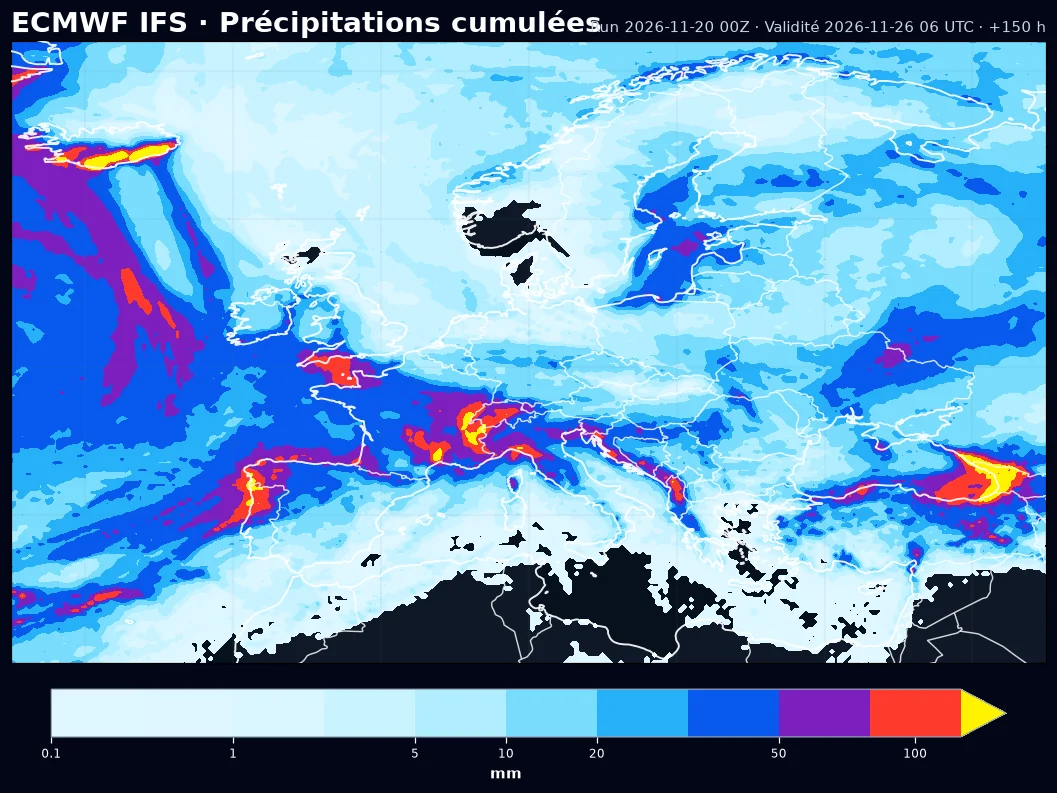 ECMWF IFS · Précipitations cumulées
Run 2026-11-20 00Z · Validité 2026-11-26 06 UTC · +150 h
0.1 1 5 10 20 50 100
mm